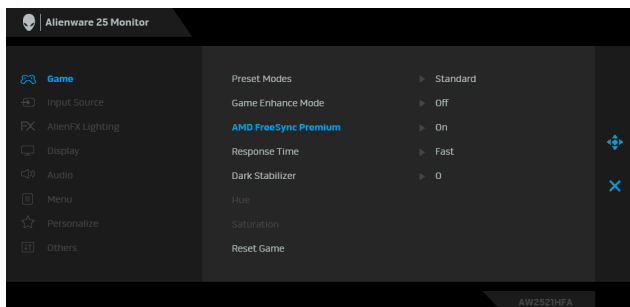 Alienware 25 Monitor
Game
Input Source
AlienFX Lighting
Display
Audio
Menu
Personalize
Others
Preset Modes Standard
Game Enhance Mode Off
AMD FreeSync Premium On
Response Time Fast
Dark Stabilizer 0
Hue
Saturation
Reset Game
AW2521HFA